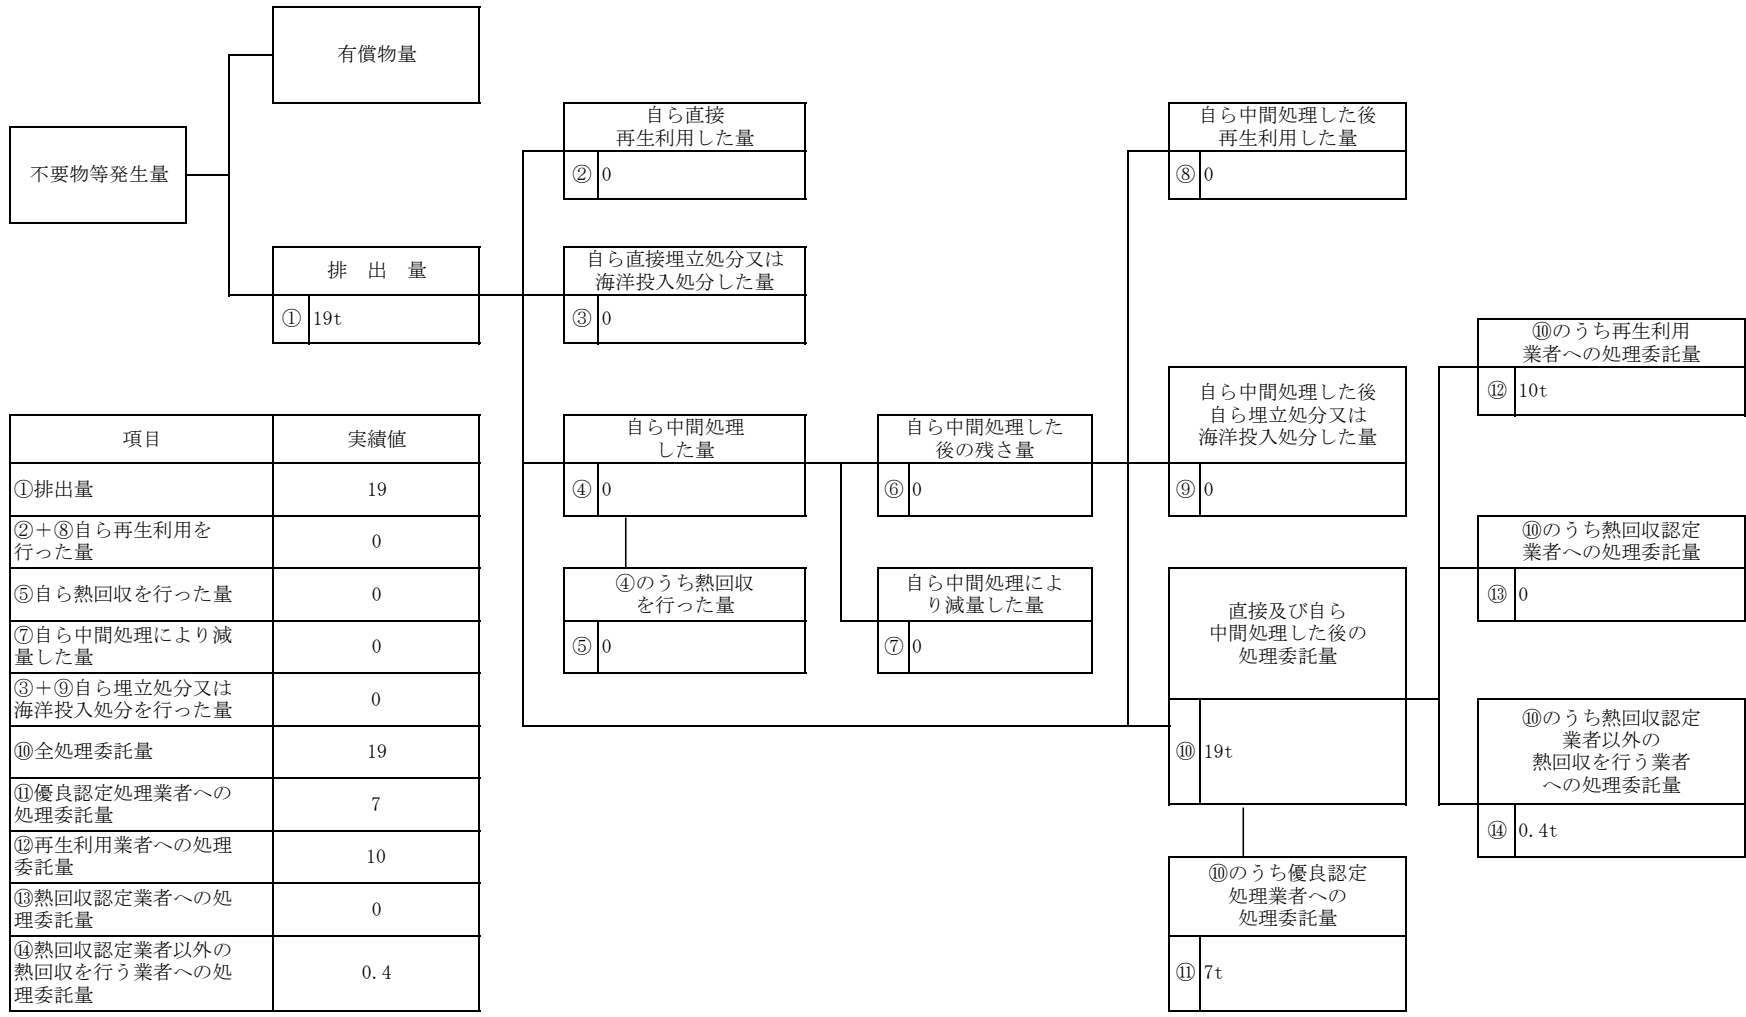 有償物量
不要物等発生量
排 出 量
① 19t
自ら直接
再生利用した量
② 0
自ら直接埋立処分又は
海洋投入処分した量
③ 0
自ら中間処理
した量
④ 0
④のうち熱回収
を行った量
⑤ 0
自ら中間処理した
後の残さ量
⑥ 0
自ら中間処理によ
り減量した量
⑦ 0
自ら中間処理した後
再生利用した量
⑧ 0
自ら中間処理した後
自ら埋立処分又は
海洋投入処分した量
⑨ 0
直接及び自ら
中間処理した後の
処理委託量
⑩ 19t
⑩のうち優良認定
処理業者への
処理委託量
⑪ 7t
⑩のうち再生利用
業者への処理委託量
⑫ 10t
⑩のうち熱回収認定
業者への処理委託量
⑬ 0
⑩のうち熱回収認定
業者以外の
熱回収を行う業者
への処理委託量
⑭ 0.4t
項目 実績値
①排出量 19
②＋⑧自ら再生利用を
行った量 0
⑤自ら熱回収を行った量 0
⑦自ら中間処理により減
量した量 0
③＋⑨自ら埋立処分又は
海洋投入処分を行った量 0
⑩全処理委託量 19
⑪優良認定処理業者への
処理委託量 7
⑫再生利用業者への処理
委託量 10
⑬熱回収認定業者への処
理委託量 0
⑭熱回収認定業者以外の
熱回収を行う業者への処
理委託量 0.4